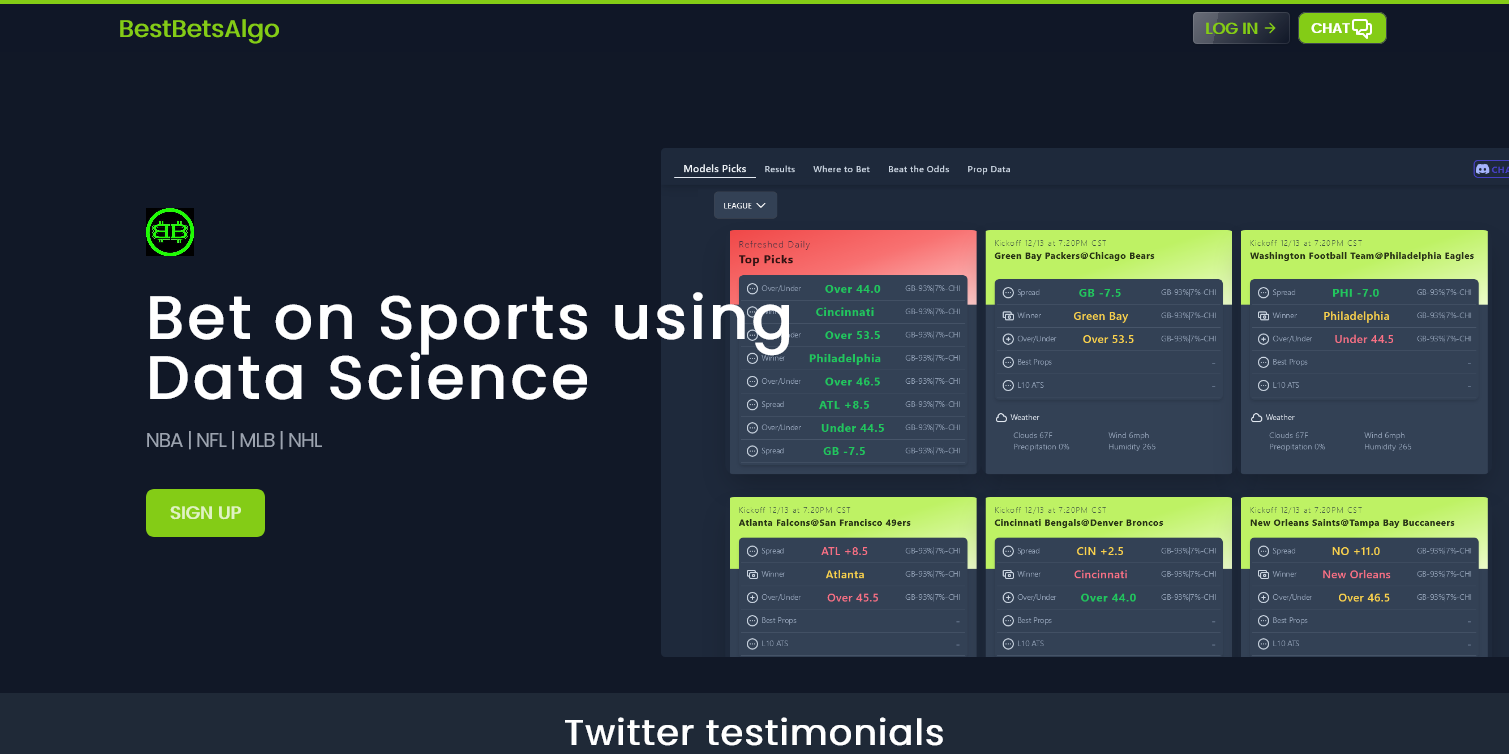 BestBetsAlgo
LOG IN →
CHAT
Models Picks Results Where to Bet Beat the Odds Prop Data
LEAGUE
BB
Bet on Sports using
Data Science
NBA | NFL | MLB | NHL
SIGN UP
Refreshed Daily
Top Picks
Over/Under Over 44.0 GB-93%|7%-CHI
Cincinnati GB-93%|7%-CHI
Over 53.5 GB-93%|7%-CHI
Winner Philadelphia GB-93%|7%-CHI
Over/Under Over 46.5 GB-93%|7%-CHI
Spread ATL +8.5 GB-93%|7%-CHI
Over/Under Under 44.5 GB-93%|7%-CHI
Spread GB -7.5 GB-93%|7%-CHI
Kickoff 12/13 at 7:20PM CST
Green Bay Packers@Chicago Bears
Spread GB -7.5 GB-93%|7%-CHI
Winner Green Bay GB-93%|7%-CHI
Over/Under Over 53.5 GB-93%|7%-CHI
Best Props -
L10 ATS -
Weather
Clouds 67F Wind 6mph
Precipitation 0% Humidity 265
Kickoff 12/13 at 7:20PM CST
Washington Football Team@Philadelphia Eagles
Spread PHI -7.0 GB-93%|7%-CHI
Winner Philadelphia GB-93%|7%-CHI
Over/Under Under 44.5 GB-93%|7%-CHI
Best Props -
L10 ATS -
Weather
Clouds 67F Wind 6mph
Precipitation 0% Humidity 265
Kickoff 12/13 at 7:20PM CST
Atlanta Falcons@San Francisco 49ers
Spread ATL +8.5 GB-93%|7%-CHI
Winner Atlanta GB-93%|7%-CHI
Over/Under Over 45.5 GB-93%|7%-CHI
Best Props -
L10 ATS -
Kickoff 12/13 at 7:20PM CST
Cincinnati Bengals@Denver Broncos
Spread CIN +2.5 GB-93%|7%-CHI
Winner Cincinnati GB-93%|7%-CHI
Over/Under Over 44.0 GB-93%|7%-CHI
Best Props -
L10 ATS -
Kickoff 12/13 at 7:20PM CST
New Orleans Saints@Tampa Bay Buccaneers
Spread NO +11.0 GB-93%|7%-CHI
Winner New Orleans GB-93%|7%-CHI
Over/Under Over 46.5 GB-93%|7%-CHI
Best Props -
L10 ATS -
Twitter testimonials